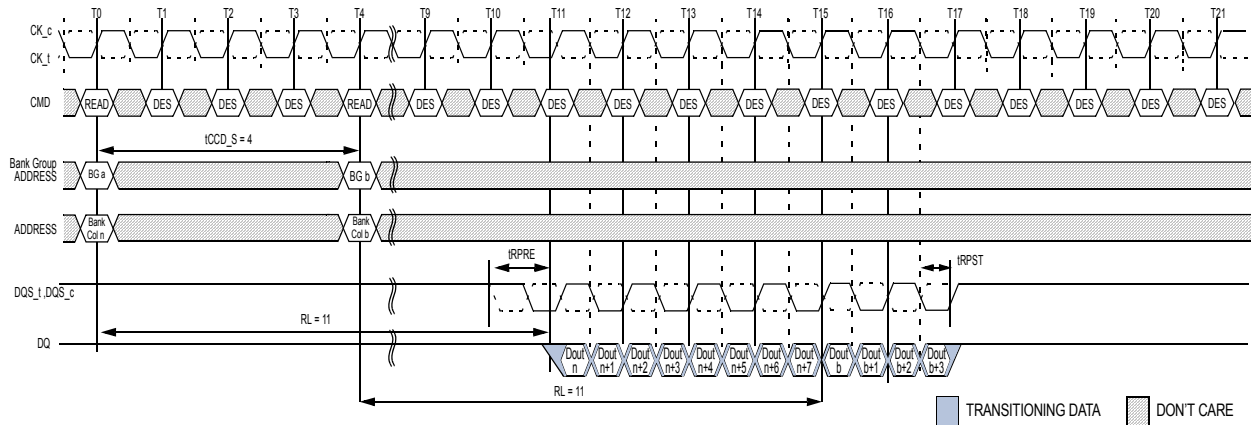 T0 T1 T2 T3 T4 T9 T10 T11 T12 T13 T14 T15 T16 T17 T18 T19 T20 T21
CK_c
CK_t
CMD READ DES DES DES READ DES DES DES DES DES DES DES DES DES DES DES DES DES
tCCD_S = 4
Bank Group
ADDRESS BG a BG b
ADDRESS Bank Col n Bank Col b
tRPRE tRPST
DQS_t ,DQS_c
RL = 11
DQ Dout n Dout n+1 Dout n+2 Dout n+3 Dout n+4 Dout n+5 Dout n+6 Dout n+7 Dout b Dout b+1 Dout b+2 Dout b+3
RL = 11
TRANSITIONING DATA DON'T CARE